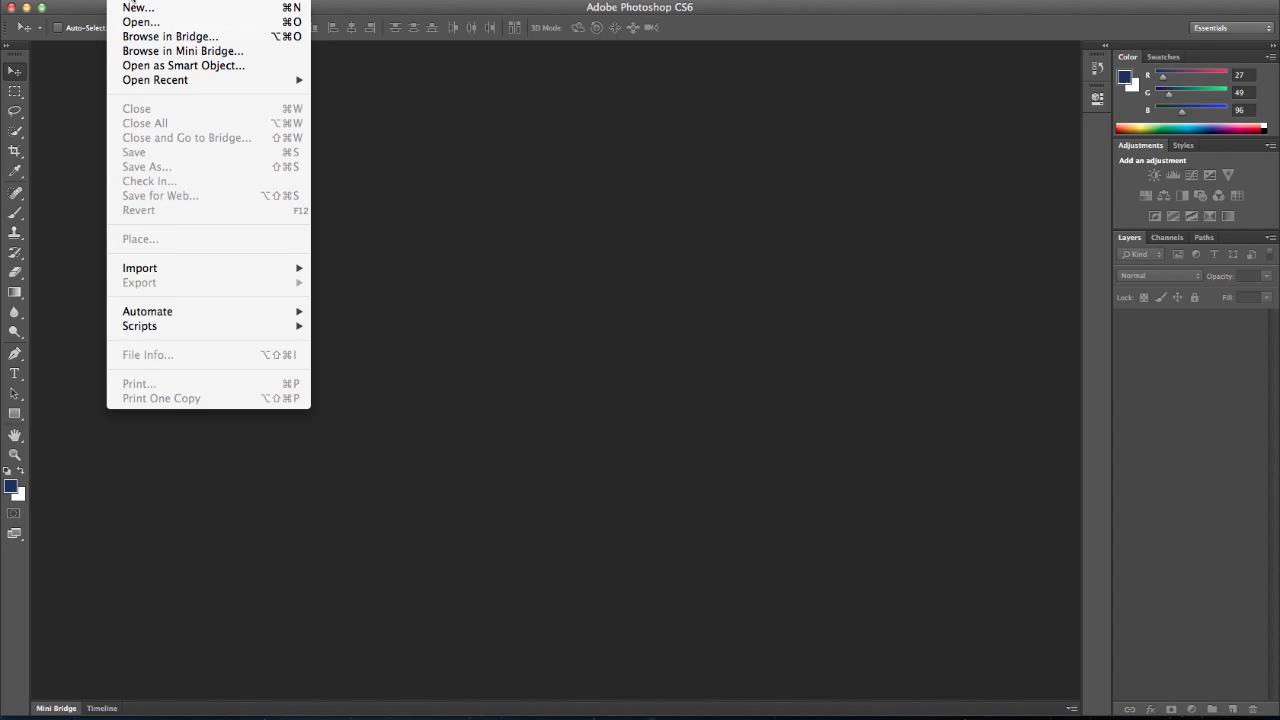 Adobe Photoshop CS6
New... ⌘N
Open... ⌘O
Browse in Bridge... ⌥⌘O
Browse in Mini Bridge...
Open as Smart Object...
Open Recent
Close ⌘W
Close All ⌥⌘W
Close and Go to Bridge... ⇧⌘W
Save ⌘S
Save As... ⇧⌘S
Check In...
Save for Web... ⌥⇧⌘S
Revert F12
Place...
Import
Export
Automate
Scripts
File Info... ⌥⇧⌘I
Print... ⌘P
Print One Copy ⌥⇧⌘P
Auto-Select:
3D Mode:
Essentials
Color Swatches
R 27
G 49
B 96
Adjustments Styles
Add an adjustment
Layers Channels Paths
Kind
Normal Opacity:
Lock: Fill:
Mini Bridge Timeline